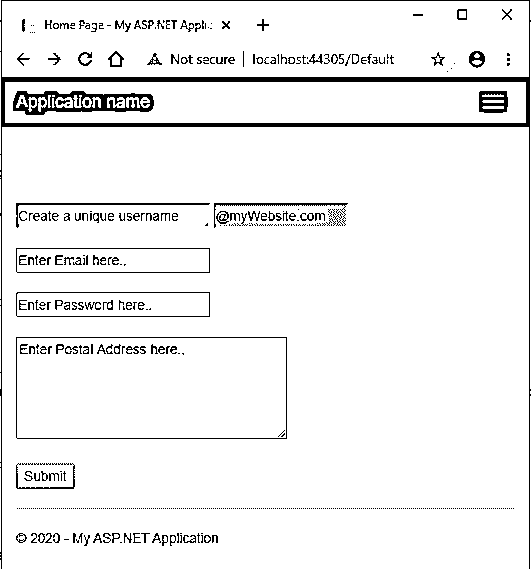 Home Page - My ASP.NET Applic
Not secure | localhost:44305/Default
Application name
Create a unique username @myWebsite.com
Enter Email here..
Enter Password here..
Enter Postal Address here..
Submit
© 2020 - My ASP.NET Application